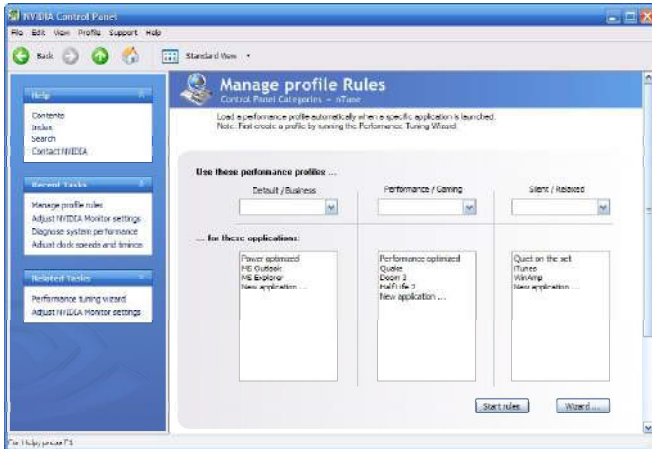 NVIDIA Control Panel
File Edit View Profile Support Help
Back Standard View
Help
Contents
Index
Search
Contact NVIDIA
Recent Tasks
Manage profile rules
Adjust NVIDIA Monitor settings
Diagnose system performance
Adjust clock speeds and timings
Related Tasks
Performance tuning wizard
Adjust NVIDIA Monitor settings
Manage profile Rules
Control Panel Categories - nTune
Load a performance profile automatically when a specific application is launched.
Note: First create a profile by running the Performance Tuning Wizard.
Use these performance profiles ...
Default / Business
Performance / Gaming
Silent / Relaxed
... for these applications:
Power optimized
MS Outlook
MS Explorer
New application ...
Performance optimized
Quake
Doom 3
Half Life 2
New application ...
Quiet on the set
iTunes
WinAmp
New application ...
Start rules
Wizard ...
For Help, press F1